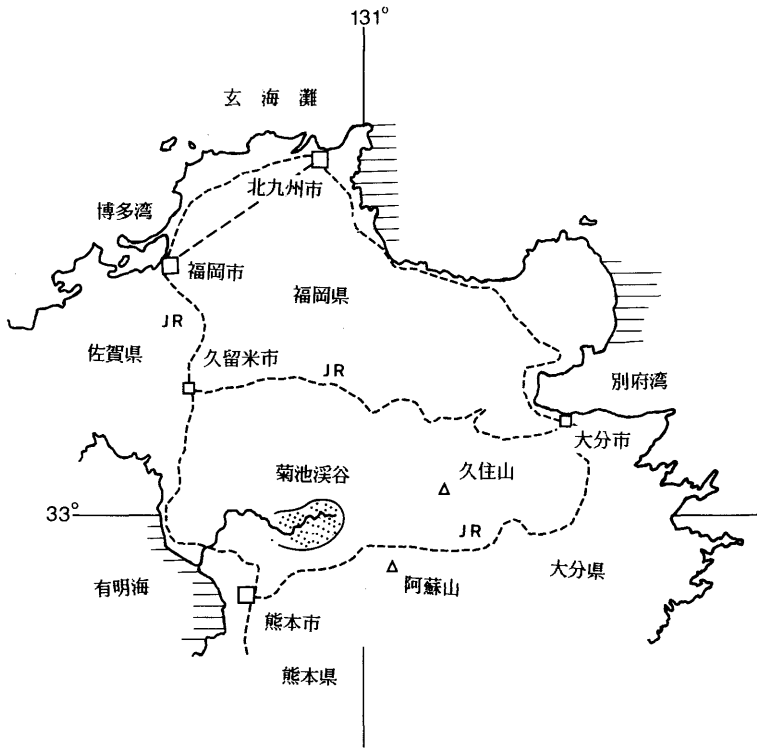 131°
玄海灘
北九州市
博多湾
福岡市
福岡県
JR
佐賀県
久留米市
JR
別府湾
大分市
菊池渓谷
久住山
33°
JR
有明海
阿蘇山
大分県
熊本市
熊本県